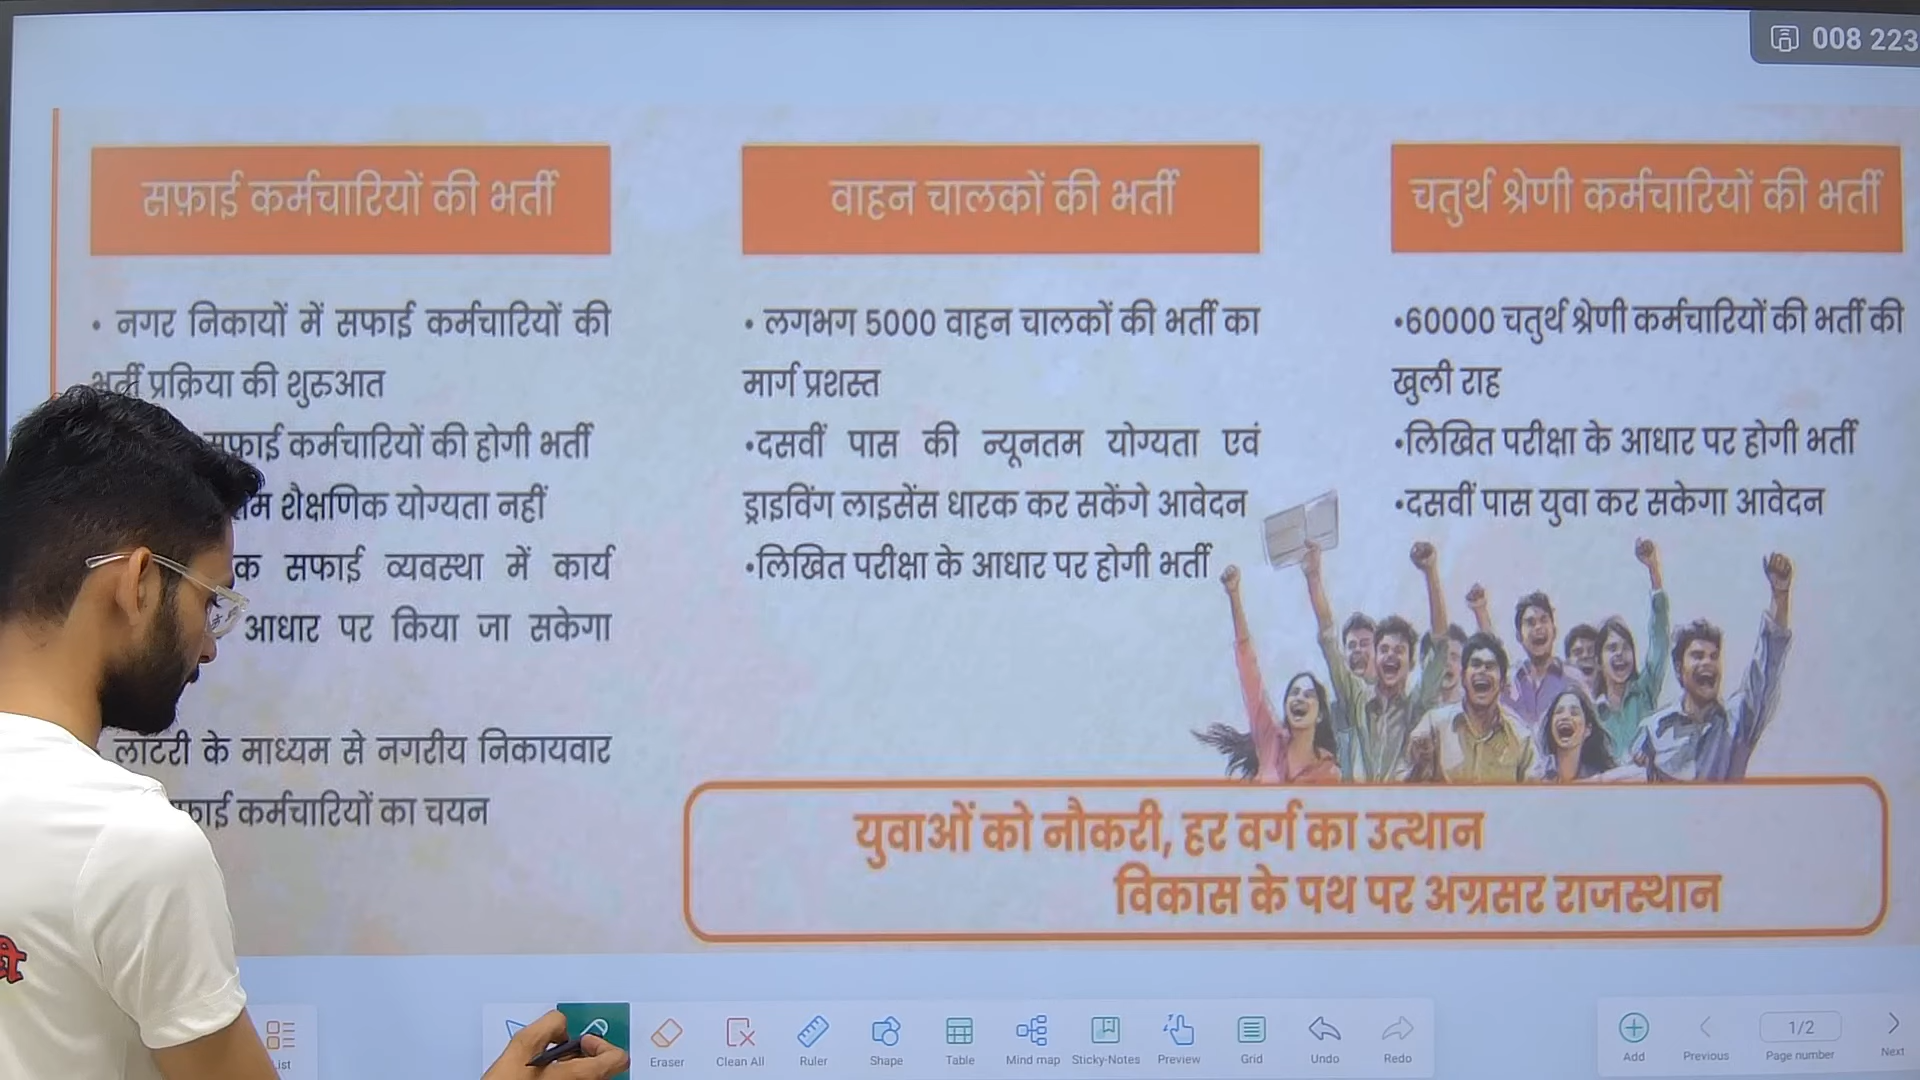 008 223
सफ़ाई कर्मचारियों की भर्ती
• नगर निकायों में सफाई कर्मचारियों की
भर्ती प्रक्रिया की शुरुआत
सफाई कर्मचारियों की होगी भर्ती
शैक्षणिक योग्यता नहीं
सफाई व्यवस्था में कार्य
आधार पर किया जा सकेगा
लाटरी के माध्यम से नगरीय निकायवार
कर्मचारियों का चयन
वाहन चालकों की भर्ती
• लगभग 5000 वाहन चालकों की भर्ती का
मार्ग प्रशस्त
•दसवीं पास की न्यूनतम योग्यता एवं
ड्राइविंग लाइसेंस धारक कर सकेंगे आवेदन
•लिखित परीक्षा के आधार पर होगी भर्ती
चतुर्थ श्रेणी कर्मचारियों की भर्ती
•60000 चतुर्थ श्रेणी कर्मचारियों की भर्ती की
खुली राह
•लिखित परीक्षा के आधार पर होगी भर्ती
•दसवीं पास युवा कर सकेगा आवेदन
युवाओं को नौकरी, हर वर्ग का उत्थान
विकास के पथ पर अग्रसर राजस्थान
Eraser Clean All Ruler Shape Table Mind map Sticky-Notes Preview Grid Undo Redo
Add Previous 1/2 Page number Next